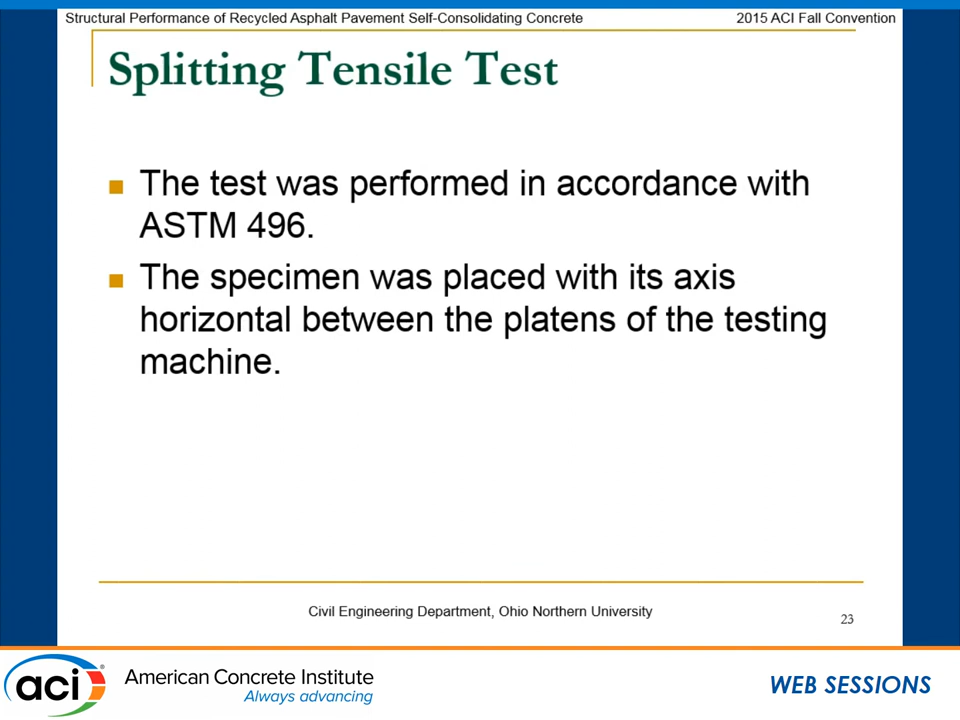 Structural Performance of Recycled Asphalt Pavement Self-Consolidating Concrete 2015 ACI Fall Convention
Splitting Tensile Test
The test was performed in accordance with
ASTM 496.
The specimen was placed with its axis
horizontal between the platens of the testing
machine.
Civil Engineering Department, Ohio Northern University
23
aci® American Concrete Institute
Always advancing
WEB SESSIONS